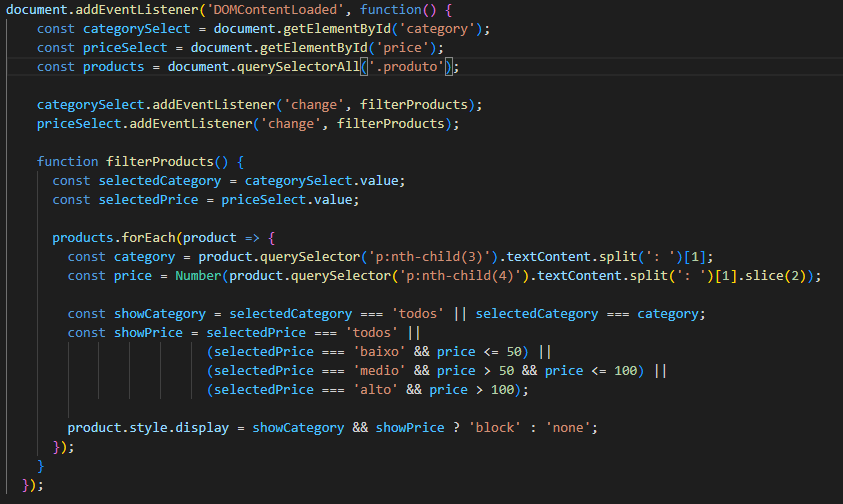 document.addEventListener('DOMContentLoaded', function() {
const categorySelect = document.getElementById('category');
const priceSelect = document.getElementById('price');
const products = document.querySelectorAll('.produto');
categorySelect.addEventListener('change', filterProducts);
priceSelect.addEventListener('change', filterProducts);
function filterProducts() {
const selectedCategory = categorySelect.value;
const selectedPrice = priceSelect.value;
products.forEach(product => {
const category = product.querySelector('p:nth-child(3)').textContent.split(': ')[1];
const price = Number(product.querySelector('p:nth-child(4)').textContent.split(': ')[1].slice(2));
const showCategory = selectedCategory === 'todos' || selectedCategory === category;
const showPrice = selectedPrice === 'todos' ||
(selectedPrice === 'baixo' && price <= 50) ||
(selectedPrice === 'medio' && price > 50 && price <= 100) ||
(selectedPrice === 'alto' && price > 100);
product.style.display = showCategory && showPrice ? 'block' : 'none';
});
}
});